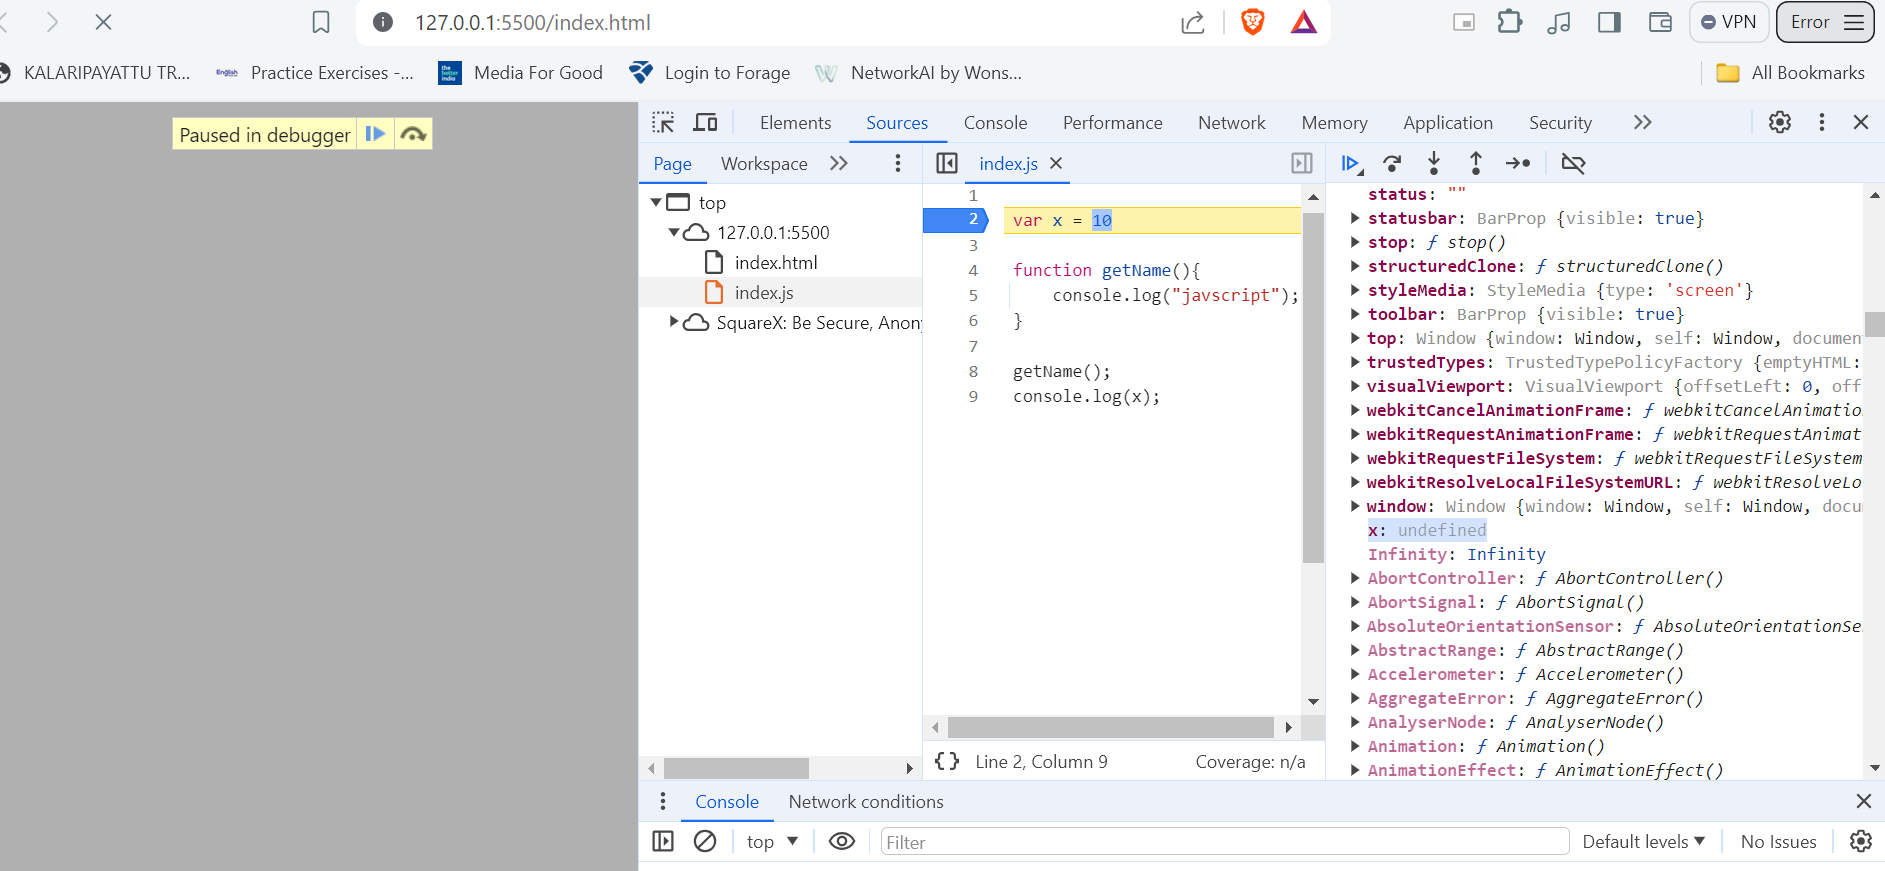 127.0.0.1:5500/index.html
VPN
Error
KALARIPAYATTU TR...
English
Practice Exercises -...
the better india
Media For Good
Login to Forage
W
NetworkAI by Wons...
All Bookmarks
Paused in debugger
Elements Sources Console Performance Network Memory Application Security
Page Workspace
index.js
top
127.0.0.1:5500
index.html
index.js
SquareX: Be Secure, Anony
1
2 var x = 10
3
4 function getName(){
5 console.log("javscript");
6 }
7
8 getName();
9 console.log(x);
{} Line 2, Column 9 Coverage: n/a
status: ""
statusbar: BarProp {visible: true}
stop: ƒ stop()
structuredClone: ƒ structuredClone()
styleMedia: StyleMedia {type: 'screen'}
toolbar: BarProp {visible: true}
top: Window {window: Window, self: Window, documen
trustedTypes: TrustedTypePolicyFactory {emptyHTML:
visualViewport: VisualViewport {offsetLeft: 0, off
webkitCancelAnimationFrame: ƒ webkitCancelAnimatio
webkitRequestAnimationFrame: ƒ webkitRequestAnimat
webkitRequestFileSystem: ƒ webkitRequestFileSystem
webkitResolveLocalFileSystemURL: ƒ webkitResolveLo
window: Window {window: Window, self: Window, docu
x: undefined
Infinity: Infinity
AbortController: ƒ AbortController()
AbortSignal: ƒ AbortSignal()
AbsoluteOrientationSensor: ƒ AbsoluteOrientationSe
AbstractRange: ƒ AbstractRange()
Accelerometer: ƒ Accelerometer()
AggregateError: ƒ AggregateError()
AnalyserNode: ƒ AnalyserNode()
Animation: ƒ Animation()
AnimationEffect: ƒ AnimationEffect()
Console Network conditions
top Filter Default levels No Issues